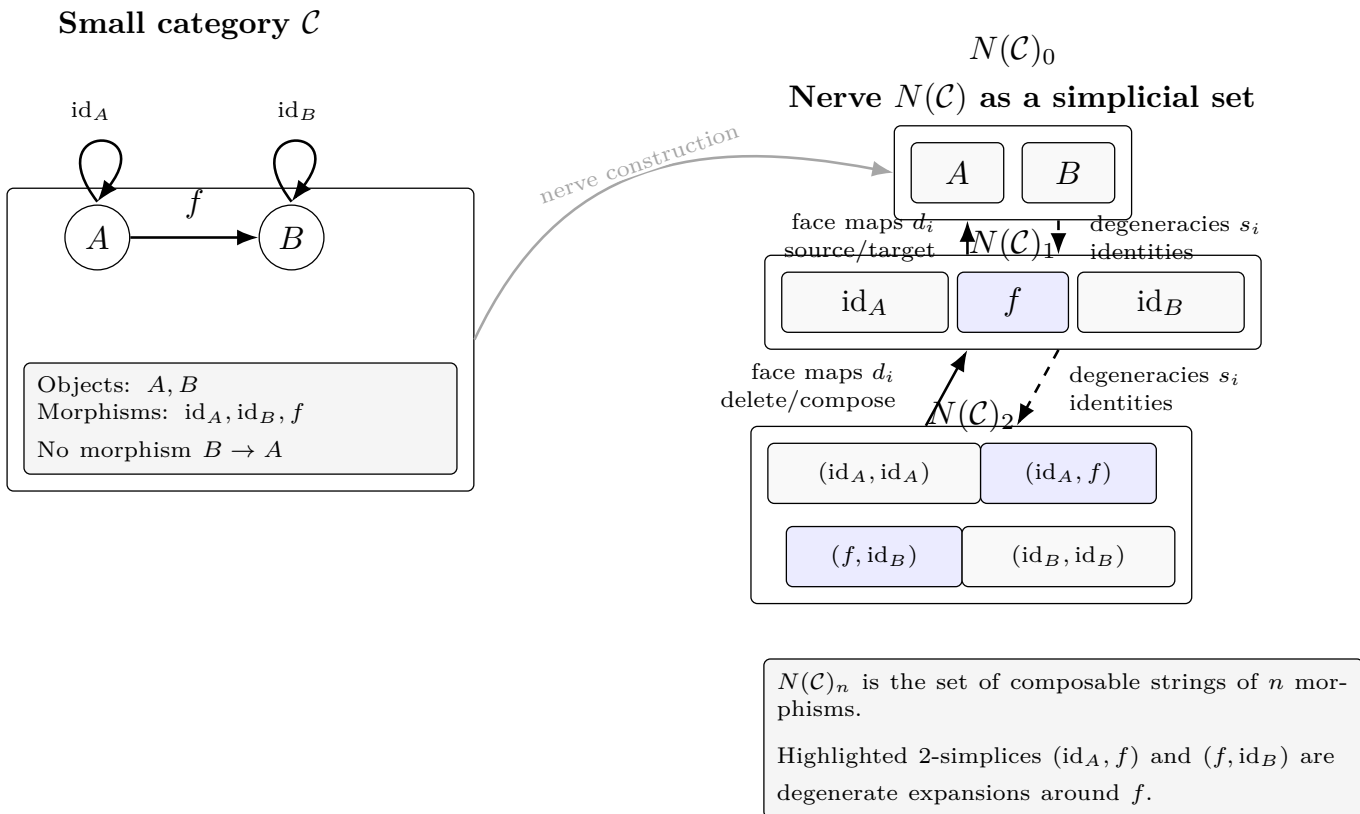 Small category 𝒞
id_A
id_B
f
A
B
Objects: A, B
Morphisms: id_A, id_B, f
No morphism B → A
nerve construction
N(𝒞)_0
Nerve N(𝒞) as a simplicial set
A
B
face maps d_i
source/target
degeneracies s_i
identities
N(𝒞)_1
id_A
f
id_B
face maps d_i
delete/compose
degeneracies s_i
identities
N(𝒞)_2
(id_A, id_A)
(id_A, f)
(f, id_B)
(id_B, id_B)
N(𝒞)_n is the set of composable strings of n mor-
phisms.
Highlighted 2-simplices (id_A, f) and (f, id_B) are
degenerate expansions around f.